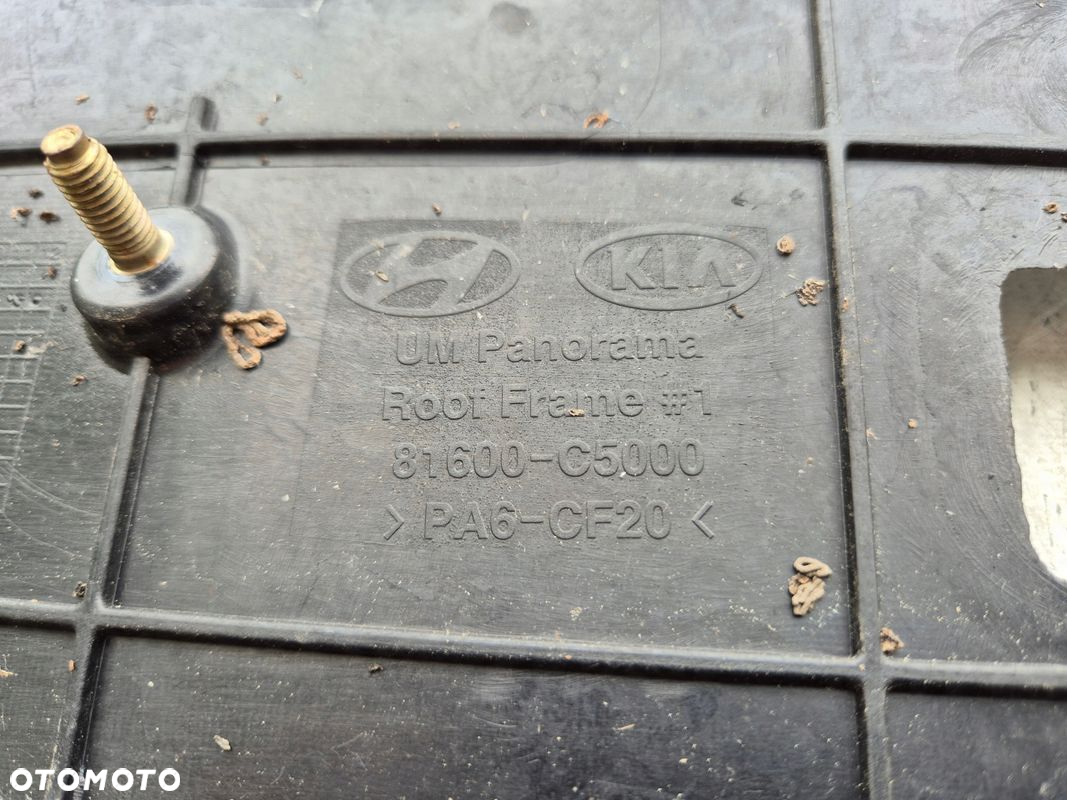 KIA
UM Panorama
Roof Frame #1
81600-C5000
> PA6-CF20 <
OTOMOTO